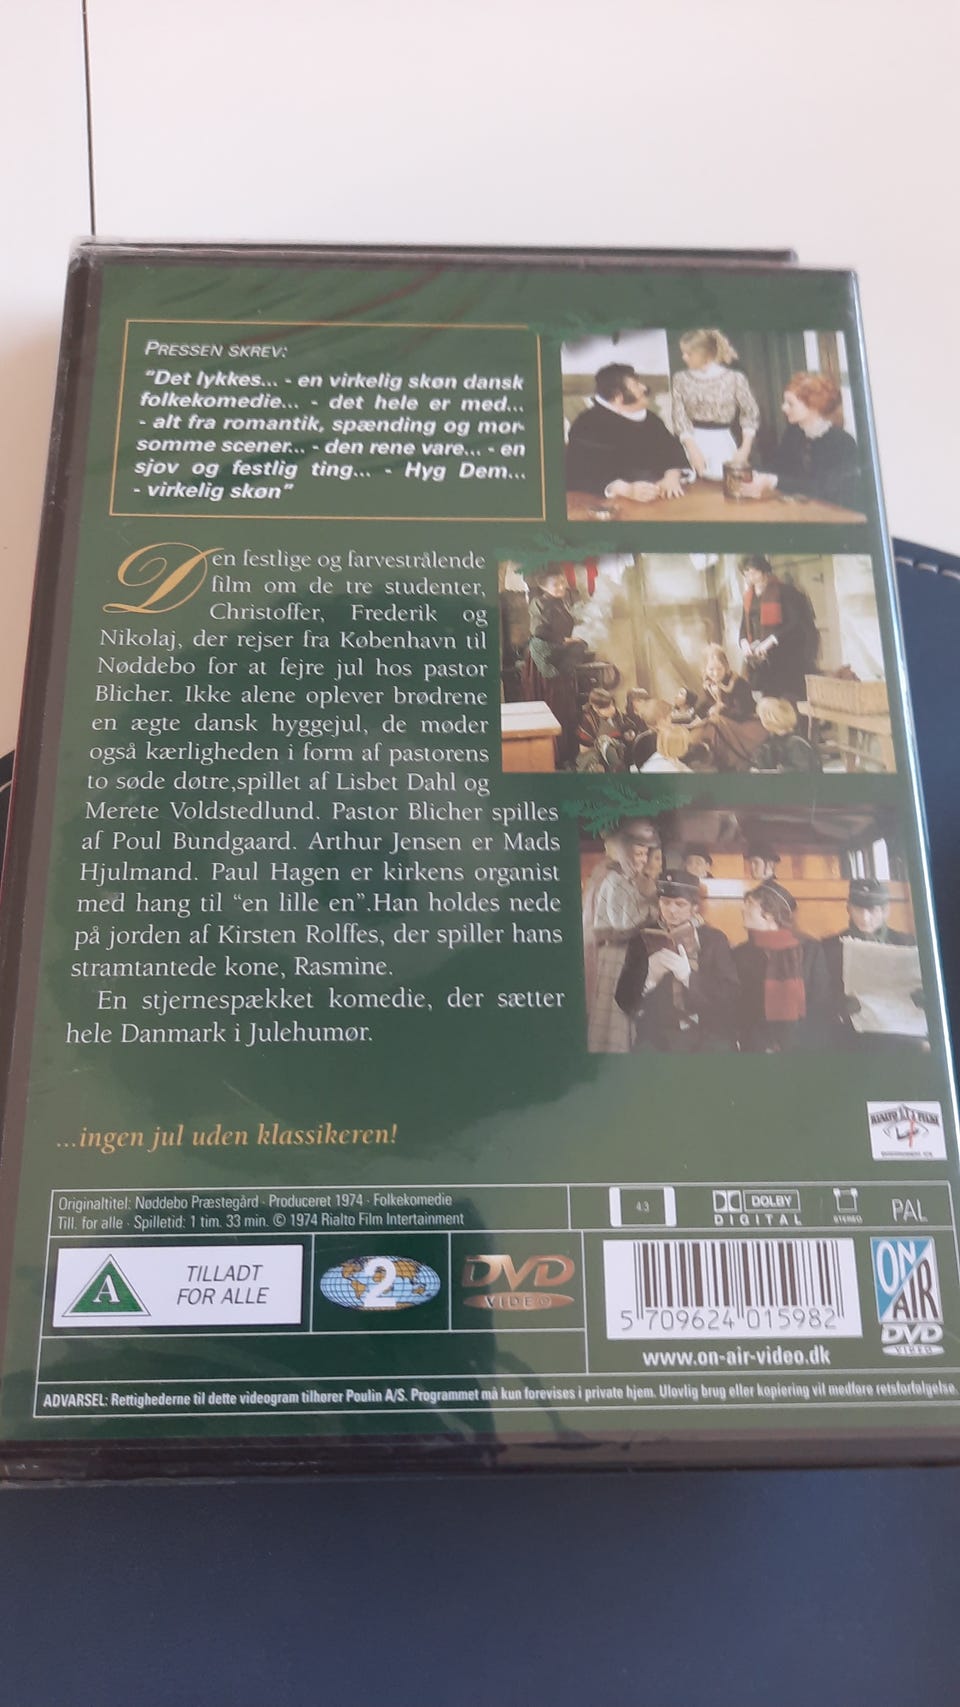 PRESSEN SKREV:
"Det lykkes... - en virkelig skøn dansk
folkekomedie... - det hele er med...
- alt fra romantik, spænding og mor-
somme scener... - den rene vare... - en
sjov og festlig ting... - Hyg Dem...
- virkelig skøn"
Den festlige og farvestrålende
film om de tre studenter,
Christoffer, Frederik og
Nikolaj, der rejser fra København til
Nøddebo for at fejre jul hos pastor
Blicher. Ikke alene oplever brødrene
en ægte dansk hyggejul, de møder
også kærligheden i form af pastorens
to søde døtre,spillet af Lisbet Dahl og
Merete Voldstedlund. Pastor Blicher spilles
af Poul Bundgaard. Arthur Jensen er Mads
Hjulmand. Paul Hagen er kirkens organist
med hang til "en lille en".Han holdes nede
på jorden af Kirsten Rolffes, der spiller hans
stramtantede kone, Rasmine.
En stjernespækket komedie, der sætter
hele Danmark i Julehumør.
...ingen jul uden klassikeren!
RIALTO FILM
Originaltitel: Nøddebo Præstegård · Produceret 1974 · Folkekomedie
Till. for alle · Spilletid: 1 tim. 33 min. © 1974 Rialto Film Intertainment
4:3
DOLBY
DIGITAL
STEREO
PAL
A
TILLADT
FOR ALLE
2
DVD
VIDEO
5 709624 015982
ON
AIR
DVD
VIDEO
www.on-air-video.dk
ADVARSEL: Rettighederne til dette videogram tilhører Poulin A/S. Programmet må kun forevises i private hjem. Ulovlig brug eller kopiering vil medføre retsforfølgelse.